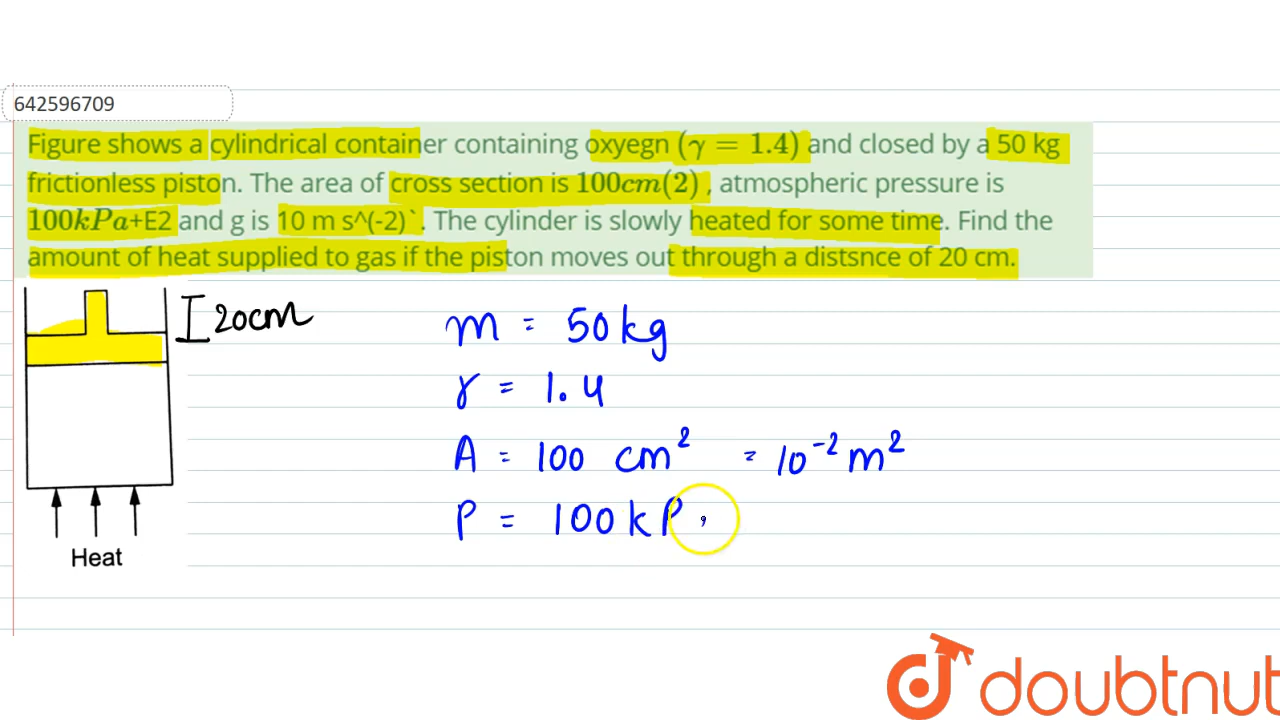 642596709
Figure shows a cylindrical container containing oxyegn (γ = 1.4) and closed by a 50 kg
frictionless piston. The area of cross section is 100cm(2) , atmospheric pressure is
100kPa+E2 and g is 10 m s^(-2)`. The cylinder is slowly heated for some time. Find the
amount of heat supplied to gas if the piston moves out through a distsnce of 20 cm.
20cm
m = 50 kg
γ = 1.4
A = 100 cm² = 10⁻² m²
P = 100 k P
Heat
doubtnut